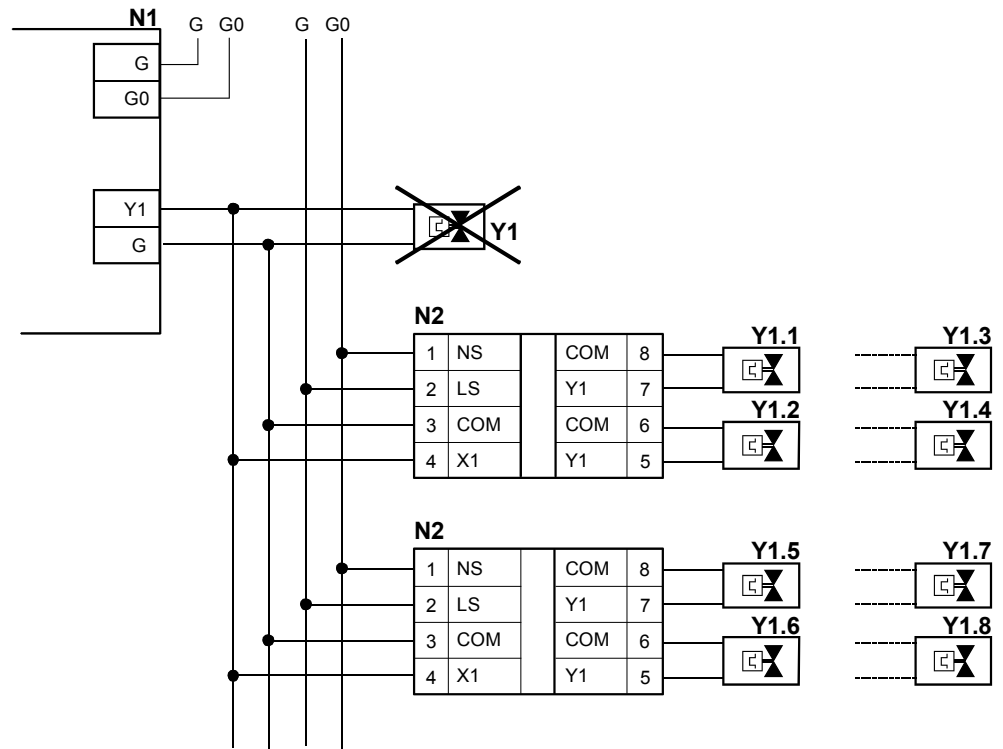 N1 G G0 G G0
G
G0
Y1
G
Y1
N2
1 NS COM 8
2 LS Y1 7
3 COM COM 6
4 X1 Y1 5
Y1.1 Y1.3
Y1.2 Y1.4
N2
1 NS COM 8
2 LS Y1 7
3 COM COM 6
4 X1 Y1 5
Y1.5 Y1.7
Y1.6 Y1.8